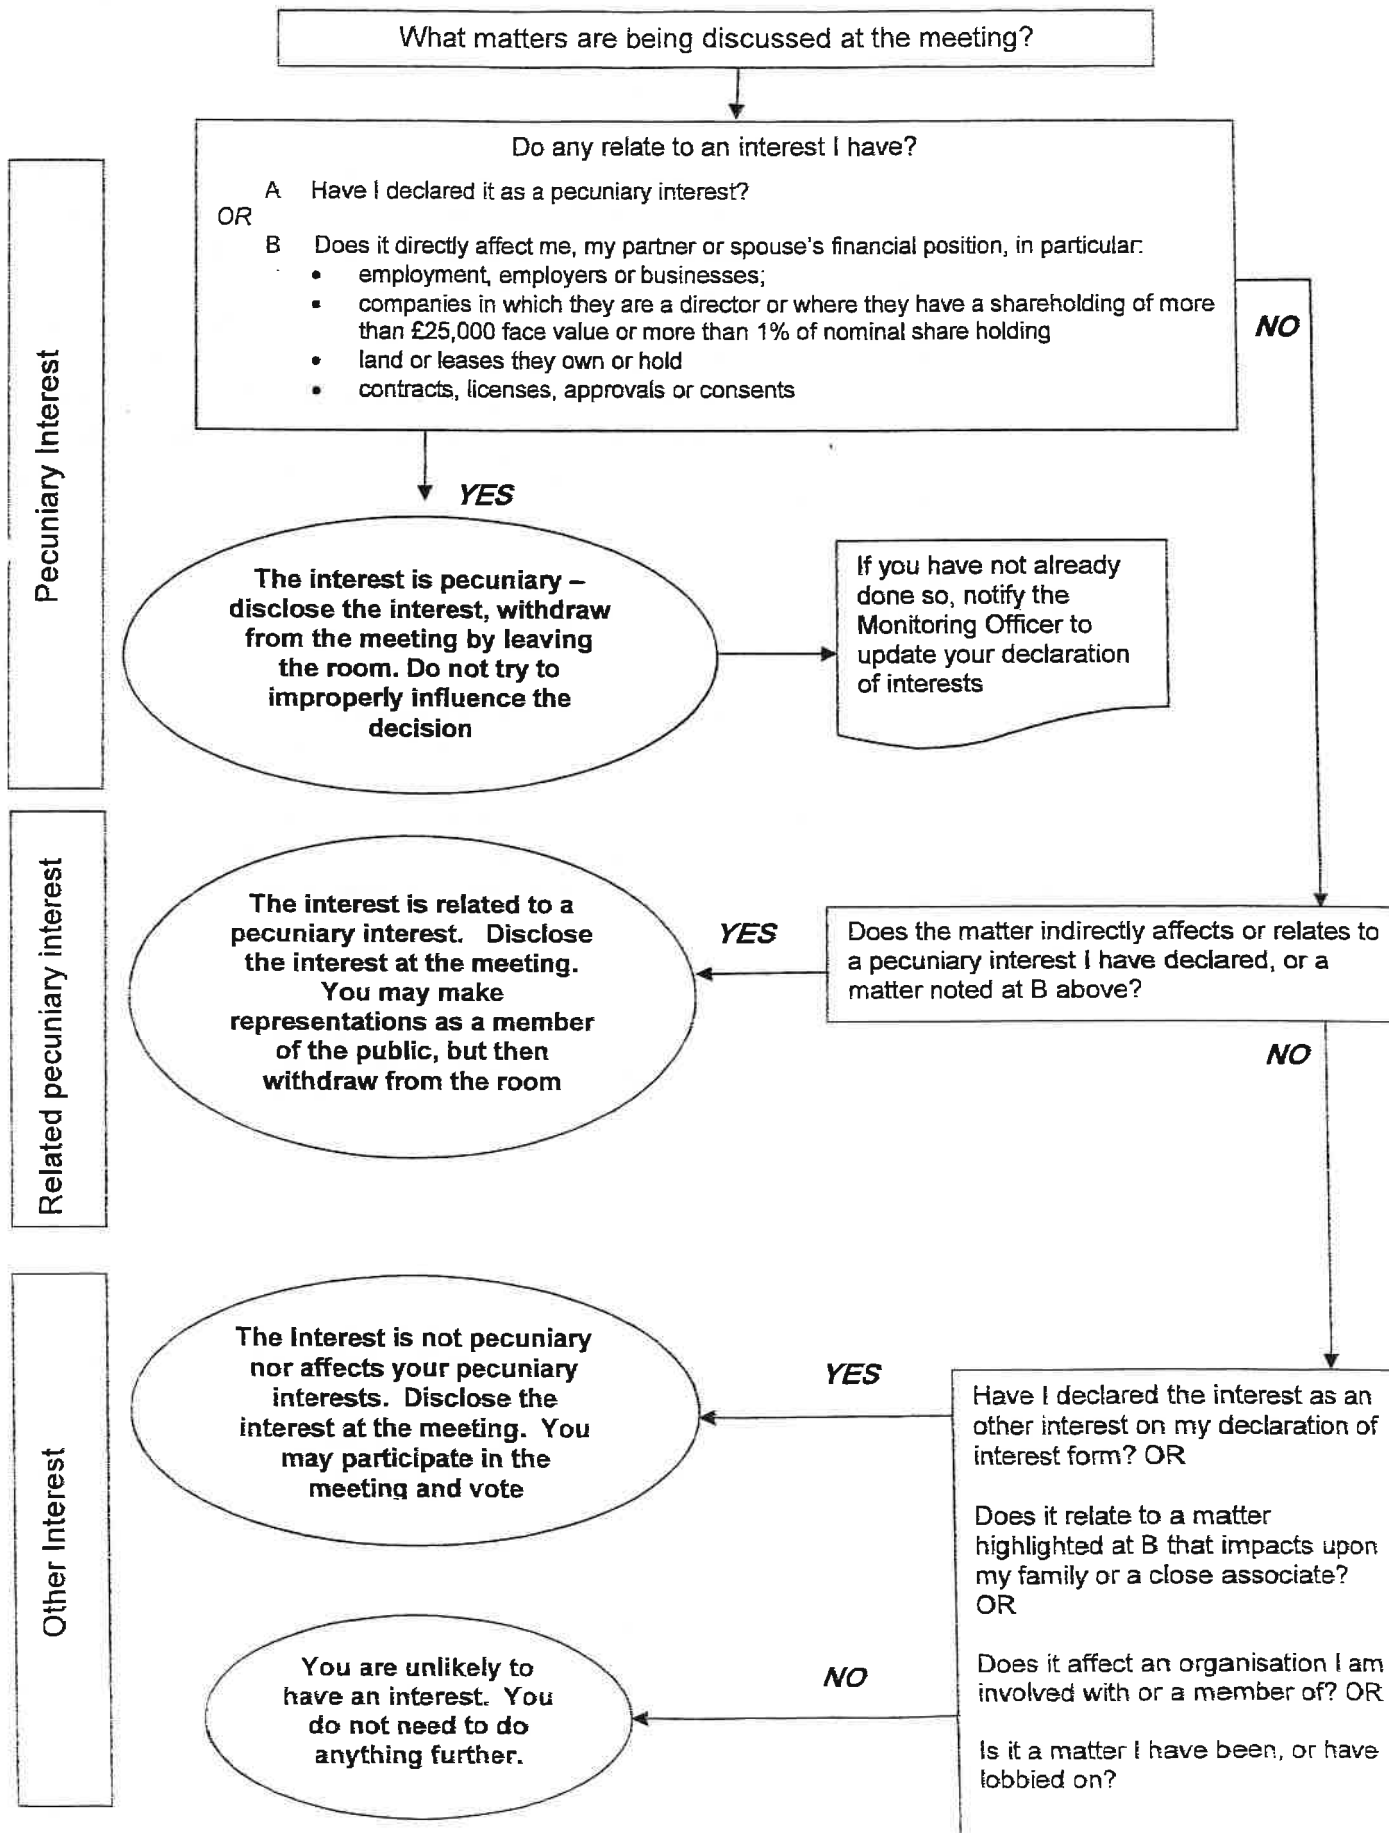 What matters are being discussed at the meeting?
Do any relate to an interest I have?
A Have I declared it as a pecuniary interest?
OR
B Does it directly affect me, my partner or spouse's financial position, in particular:
• employment, employers or businesses;
• companies in which they are a director or where they have a shareholding of more
than £25,000 face value or more than 1% of nominal share holding
• land or leases they own or hold
• contracts, licenses, approvals or consents
NO
Pecuniary Interest
YES
The interest is pecuniary –
disclose the interest, withdraw
from the meeting by leaving
the room. Do not try to
improperly influence the
decision
If you have not already
done so, notify the
Monitoring Officer to
update your declaration
of interests
Related pecuniary interest
The interest is related to a
pecuniary interest. Disclose
the interest at the meeting.
You may make
representations as a member
of the public, but then
withdraw from the room
YES
Does the matter indirectly affects or relates to
a pecuniary interest I have declared, or a
matter noted at B above?
NO
Other Interest
The Interest is not pecuniary
nor affects your pecuniary
interests. Disclose the
interest at the meeting. You
may participate in the
meeting and vote
YES
Have I declared the interest as an
other interest on my declaration of
interest form? OR
Does it relate to a matter
highlighted at B that impacts upon
my family or a close associate?
OR
Does it affect an organisation I am
involved with or a member of? OR
Is it a matter I have been, or have
lobbied on?
NO
You are unlikely to
have an interest. You
do not need to do
anything further.